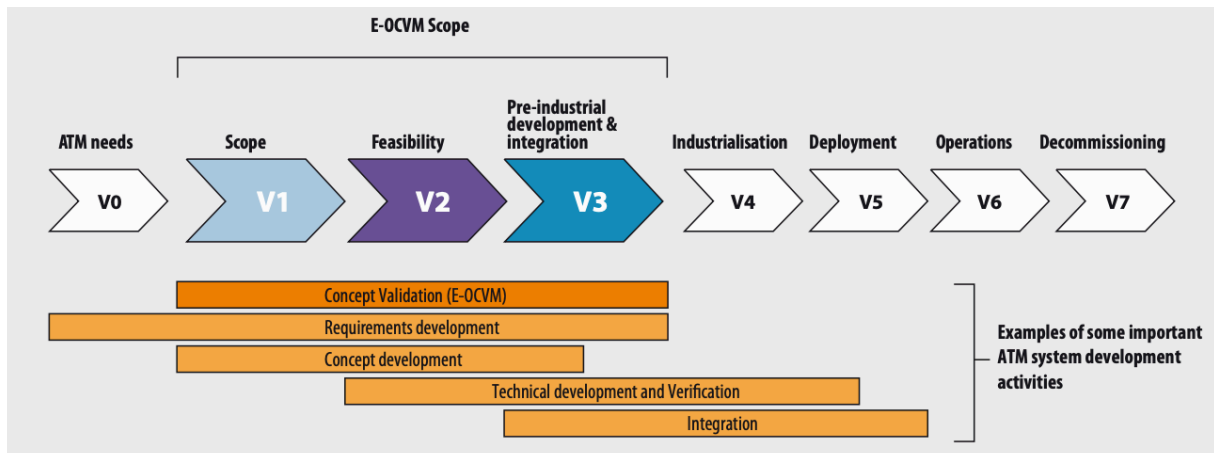 E-OCVM Scope
ATM needs
Scope
Feasibility
Pre-industrial
development &
integration
Industrialisation
Deployment
Operations
Decommissioning
V0
V1
V2
V3
V4
V5
V6
V7
Concept Validation (E-OCVM)
Requirements development
Concept development
Technical development and Verification
Integration
Examples of some important
ATM system development
activities